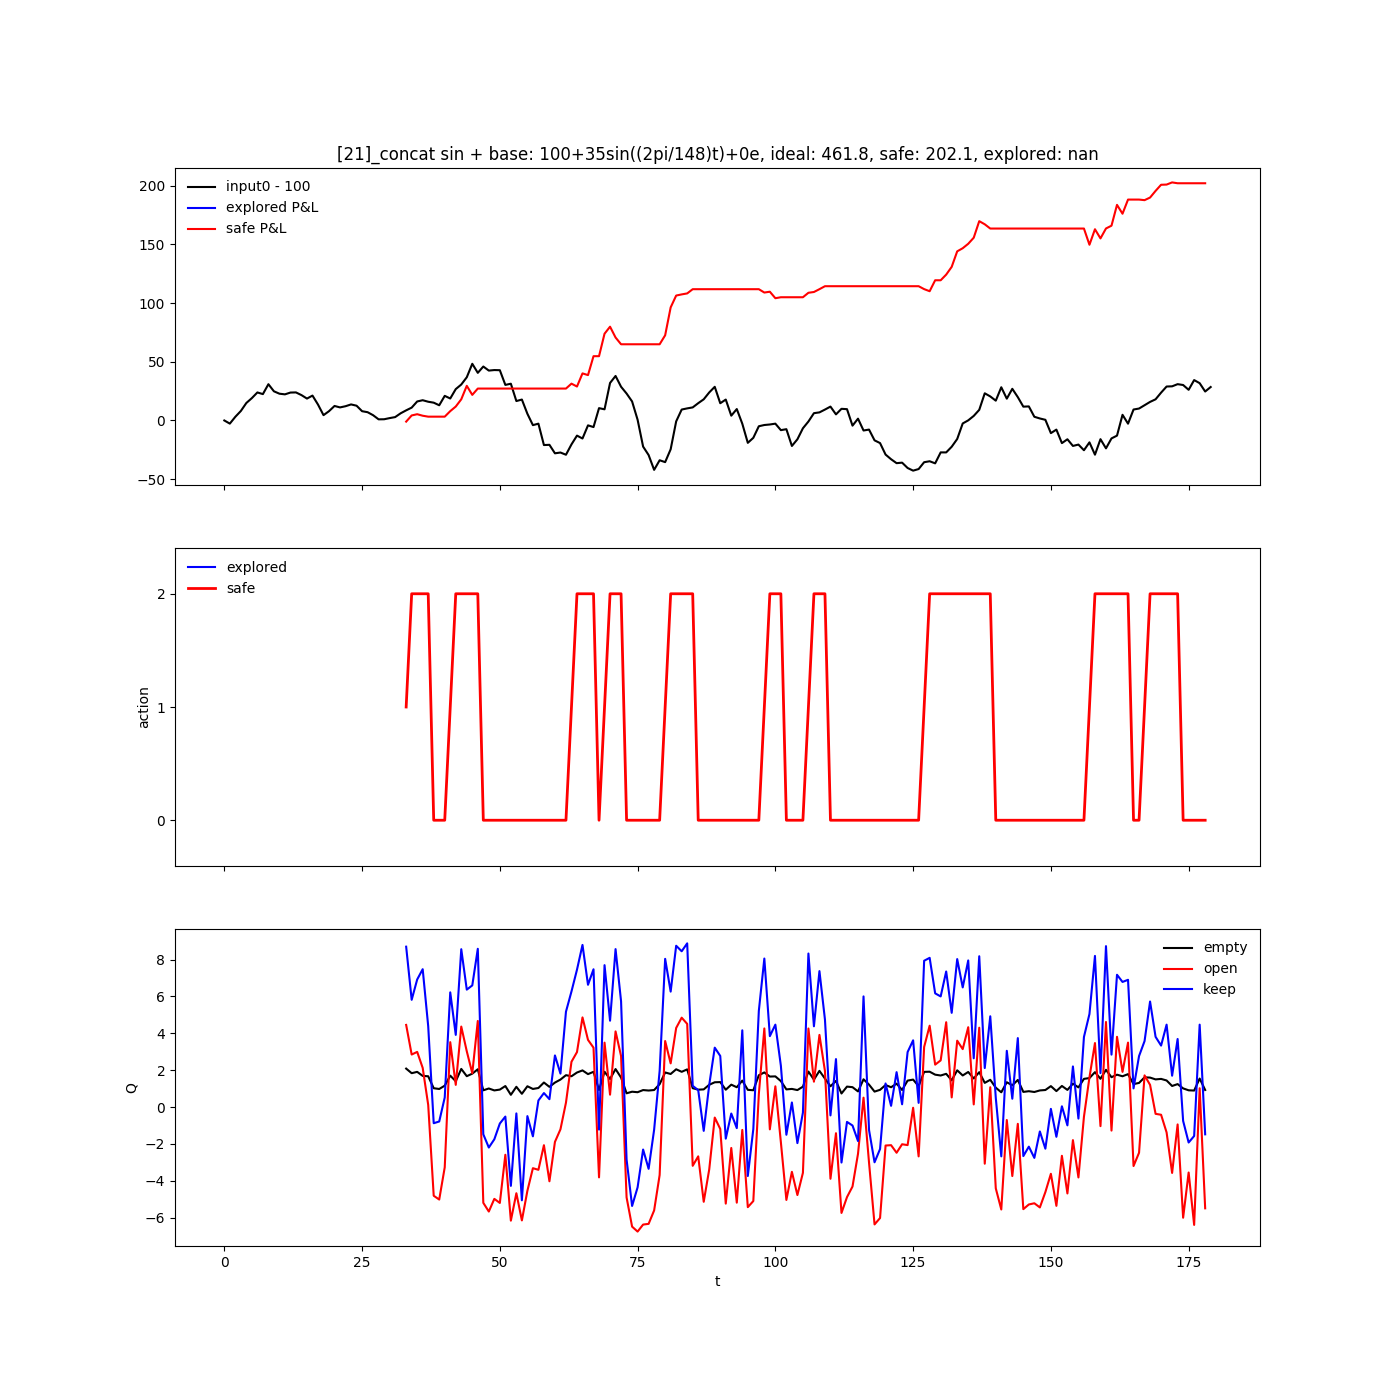 [21]_concat sin + base: 100+35sin((2pi/148)t)+0e, ideal: 461.8, safe: 202.1, explored: nan
200
150
100
50
0
−50
input0 - 100
explored P&L
safe P&L
action
2
1
0
explored
safe
Q
8
6
4
2
0
−2
−4
−6
empty
open
keep
0 25 50 75 100 125 150 175
t